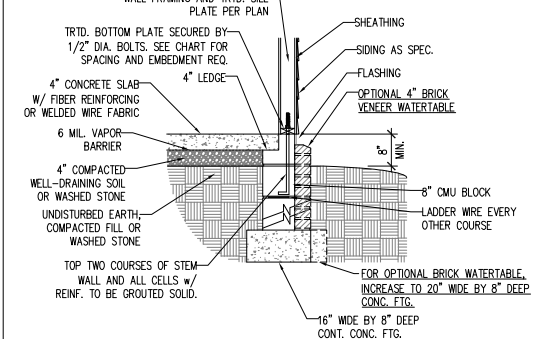 WALL FRAMING AND TRTD. SILL
PLATE PER PLAN
TRTD. BOTTOM PLATE SECURED BY
1/2" DIA. BOLTS. SEE CHART FOR
SPACING AND EMBEDMENT REQ.
4" CONCRETE SLAB
W/ FIBER REINFORCING
OR WELDED WIRE FABRIC
4" LEDGE
6 MIL. VAPOR
BARRIER
4" COMPACTED
WELL-DRAINING SOIL
OR WASHED STONE
UNDISTURBED EARTH,
COMPACTED FILL OR
WASHED STONE
TOP TWO COURSES OF STEM
WALL AND ALL CELLS w/
REINF. TO BE GROUTED SOLID.
SHEATHING
SIDING AS SPEC.
FLASHING
OPTIONAL 4" BRICK
VENEER WATERTABLE
8"
MIN.
8" CMU BLOCK
LADDER WIRE EVERY
OTHER COURSE
FOR OPTIONAL BRICK WATERTABLE,
INCREASE TO 20" WIDE BY 8" DEEP
CONC. FTG.
16" WIDE BY 8" DEEP
CONT. CONC. FTG.